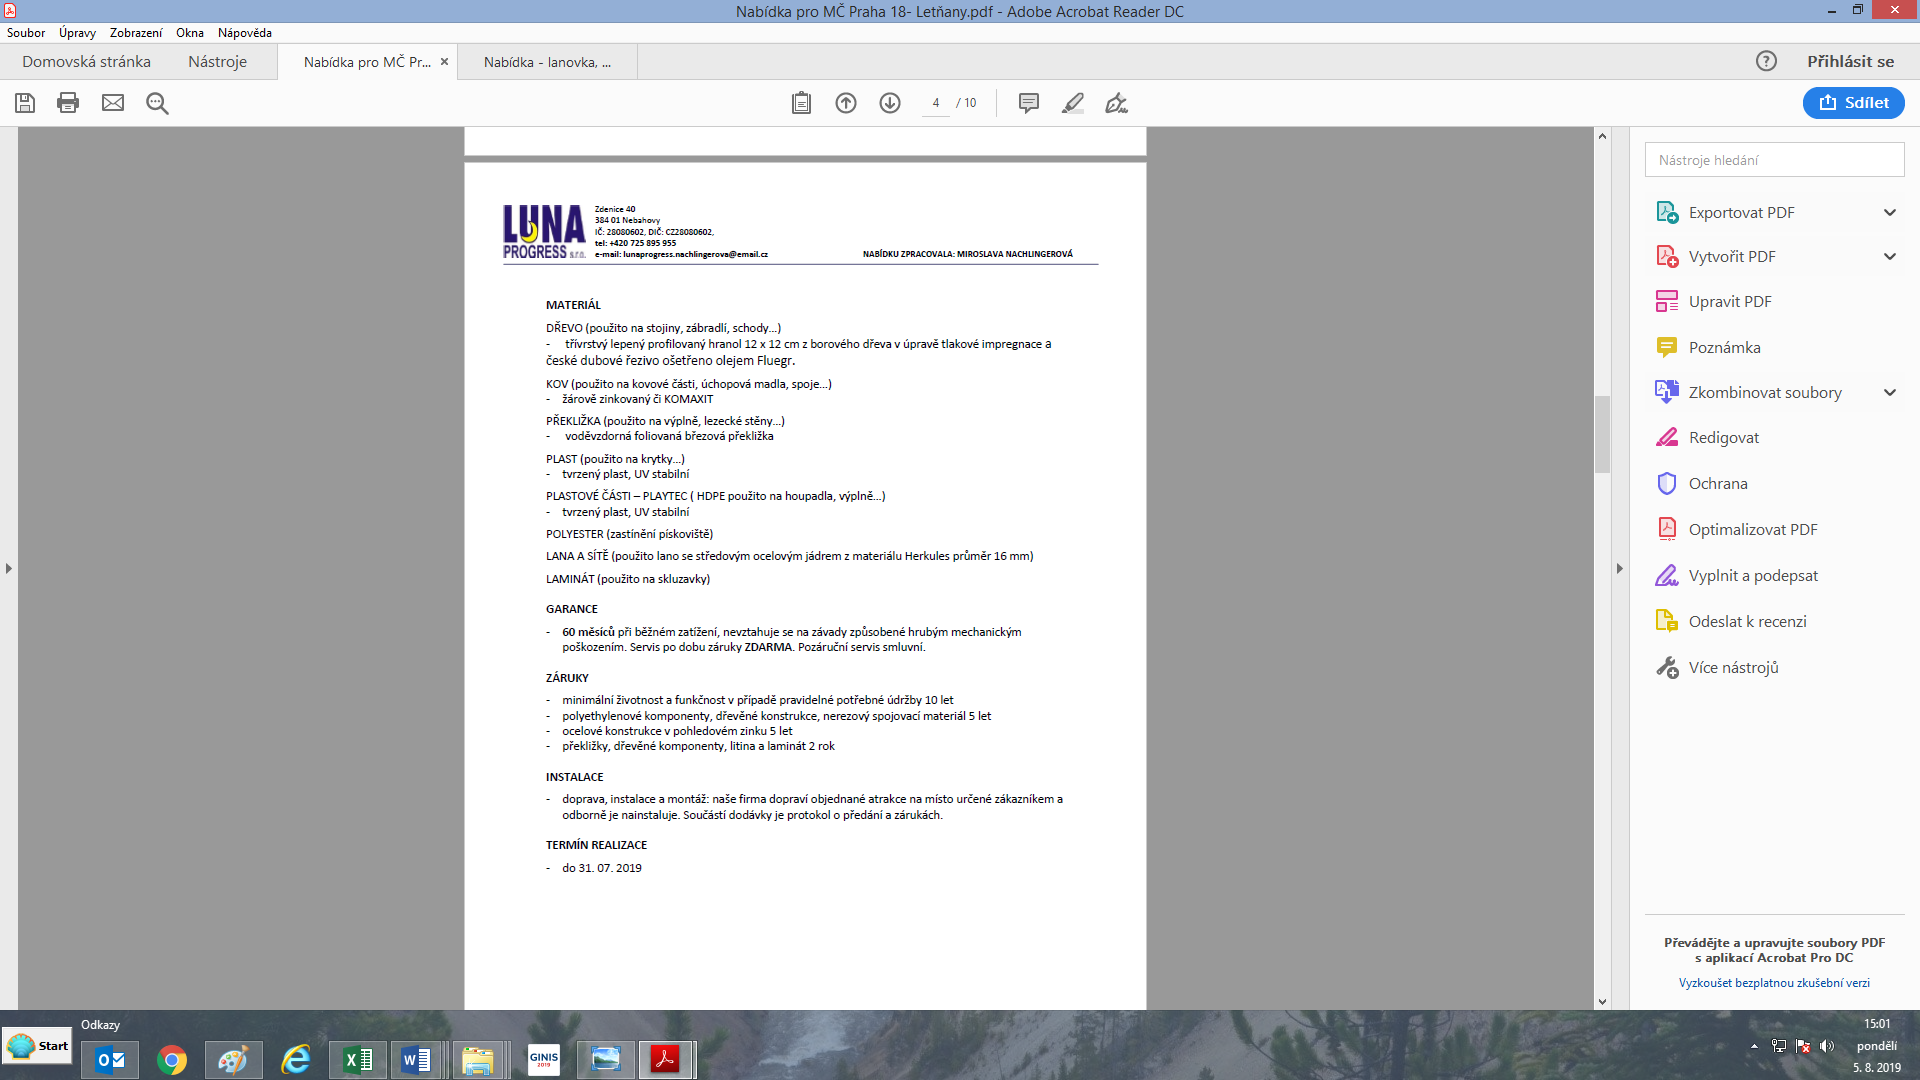 Nabídka pro MČ Praha 18- Letňany.pdf - Adobe Acrobat Reader DC
Soubor Úpravy Zobrazení Okna Nápověda
Domovská stránka Nástroje Nabídka pro MČ Pr... × Nabídka - lanovka, ... Přihlásit se
4 / 10 Sdílet
LUNA PROGRESS s.r.o.
Zdenice 40
384 01 Nebahovy
IČ: 28080602, DIČ: CZ28080602,
tel: +420 725 895 955
e-mail: lunaprogress.nachlingerova@email.cz NABÍDKU ZPRACOVALA: MIROSLAVA NACHLINGEROVÁ
MATERIÁL
DŘEVO (použito na stojiny, zábradlí, schody...)
- třívrstvý lepený profilovaný hranol 12 x 12 cm z borového dřeva v úpravě tlakové impregnace a
české dubové řezivo ošetřeno olejem Fluegr.
KOV (použito na kovové části, úchopová madla, spoje...)
- žárově zinkovaný či KOMAXIT
PŘEKLIŽKA (použito na výplně, lezecké stěny...)
- voděvzdorná foliovaná březová překližka
PLAST (použito na krytky...)
- tvrzený plast, UV stabilní
PLASTOVÉ ČÁSTI – PLAYTEC ( HDPE použito na houpadla, výplně...)
- tvrzený plast, UV stabilní
POLYESTER (zastínění pískoviště)
LANA A SÍTĚ (použito lano se středovým ocelovým jádrem z materiálu Herkules průměr 16 mm)
LAMINÁT (použito na skluzavky)
GARANCE
- 60 měsíců při běžném zatížení, nevztahuje se na závady způsobené hrubým mechanickým
poškozením. Servis po dobu záruky ZDARMA. Pozáruční servis smluvní.
ZÁRUKY
- minimální životnost a funkčnost v případě pravidelné potřebné údržby 10 let
- polyethylenové komponenty, dřevěné konstrukce, nerezový spojovací materiál 5 let
- ocelové konstrukce v pohledovém zinku 5 let
- překližky, dřevěné komponenty, litina a laminát 2 rok
INSTALACE
- doprava, instalace a montáž: naše firma dopraví objednané atrakce na místo určené zákazníkem a
odborně je nainstaluje. Součástí dodávky je protokol o předání a zárukách.
TERMÍN REALIZACE
- do 31. 07. 2019
Nástroje hledání
Exportovat PDF
Vytvořit PDF
Upravit PDF
Poznámka
Zkombinovat soubory
Redigovat
Ochrana
Optimalizovat PDF
Vyplnit a podepsat
Odeslat k recenzi
Více nástrojů
Převádějte a upravujte soubory PDF
s aplikací Acrobat Pro DC
Vyzkoušet bezplatnou zkušební verzi
Start
Odkazy
GINIS
2019
15:01
pondělí
5. 8. 2019